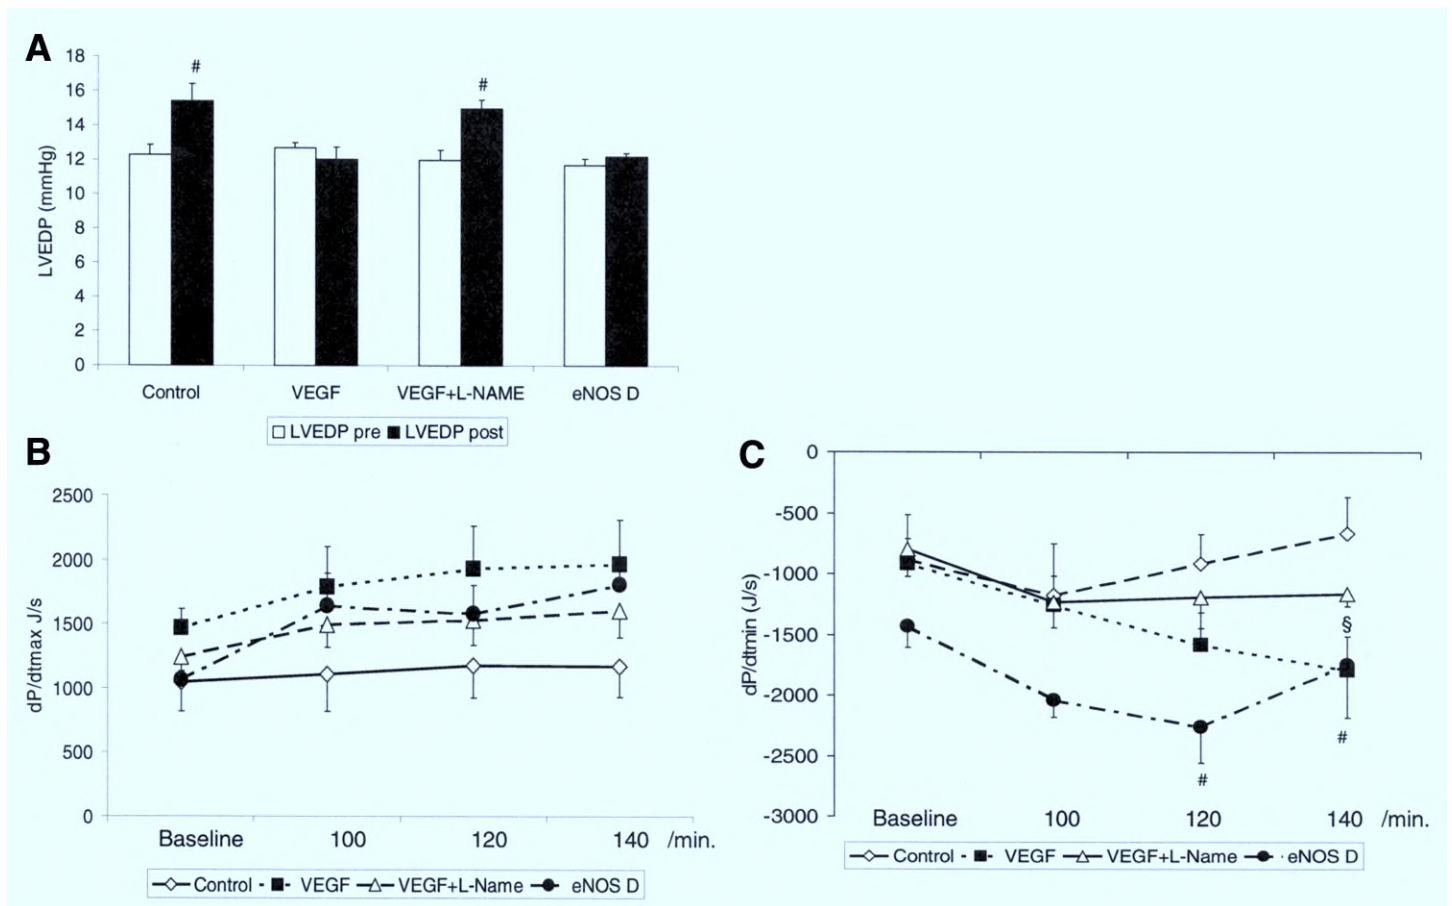 A
18
16
14
12
10
8
6
4
2
0
LVEDP (mmHg)
#
#
Control VEGF VEGF+L-NAME eNOS D
LVEDP pre LVEDP post
B
2500
2000
1500
1000
500
0
dP/dtmax J/s
Baseline 100 120 140 /min.
Control VEGF VEGF+L-Name eNOS D
C
0
-500
-1000
-1500
-2000
-2500
-3000
dP/dtmin (J/s)
§
#
#
Baseline 100 120 140 /min.
Control VEGF VEGF+L-Name eNOS D